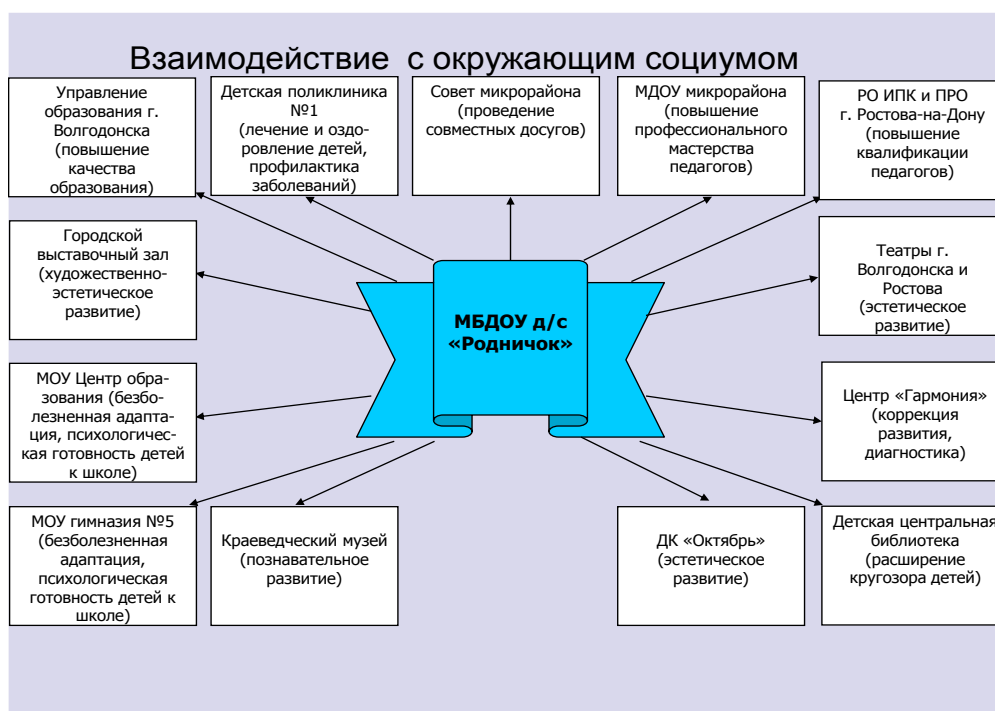 Взаимодействие с окружающим социумом
Управление
образования г.
Волгодонска
(повышение
качества
образования)
Детская поликлиника
№1
(лечение и оздо-
ровление детей,
профилактика
заболеваний)
Совет микрорайона
(проведение
совместных досугов)
МДОУ микрорайона
(повышение
профессионального
мастерства
педагогов)
РО ИПК и ПРО
г. Ростова-на-Дону
(повышение
квалификации
педагогов)
Городской
выставочный зал
(художественно-
эстетическое
развитие)
МБДОУ д/с
«Родничок»
Театры г.
Волгодонска и
Ростова
(эстетическое
развитие)
МОУ Центр обра-
зования (безбо-
лезненная адапта-
ция, психологичес-
кая готовность детей
к школе)
Центр «Гармония»
(коррекция
развития,
диагностика)
МОУ гимназия №5
(безболезненная
адаптация,
психологическая
готовность детей к
школе)
Краеведческий музей
(познавательное
развитие)
ДК «Октябрь»
(эстетическое
развитие)
Детская центральная
библиотека
(расширение
кругозора детей)